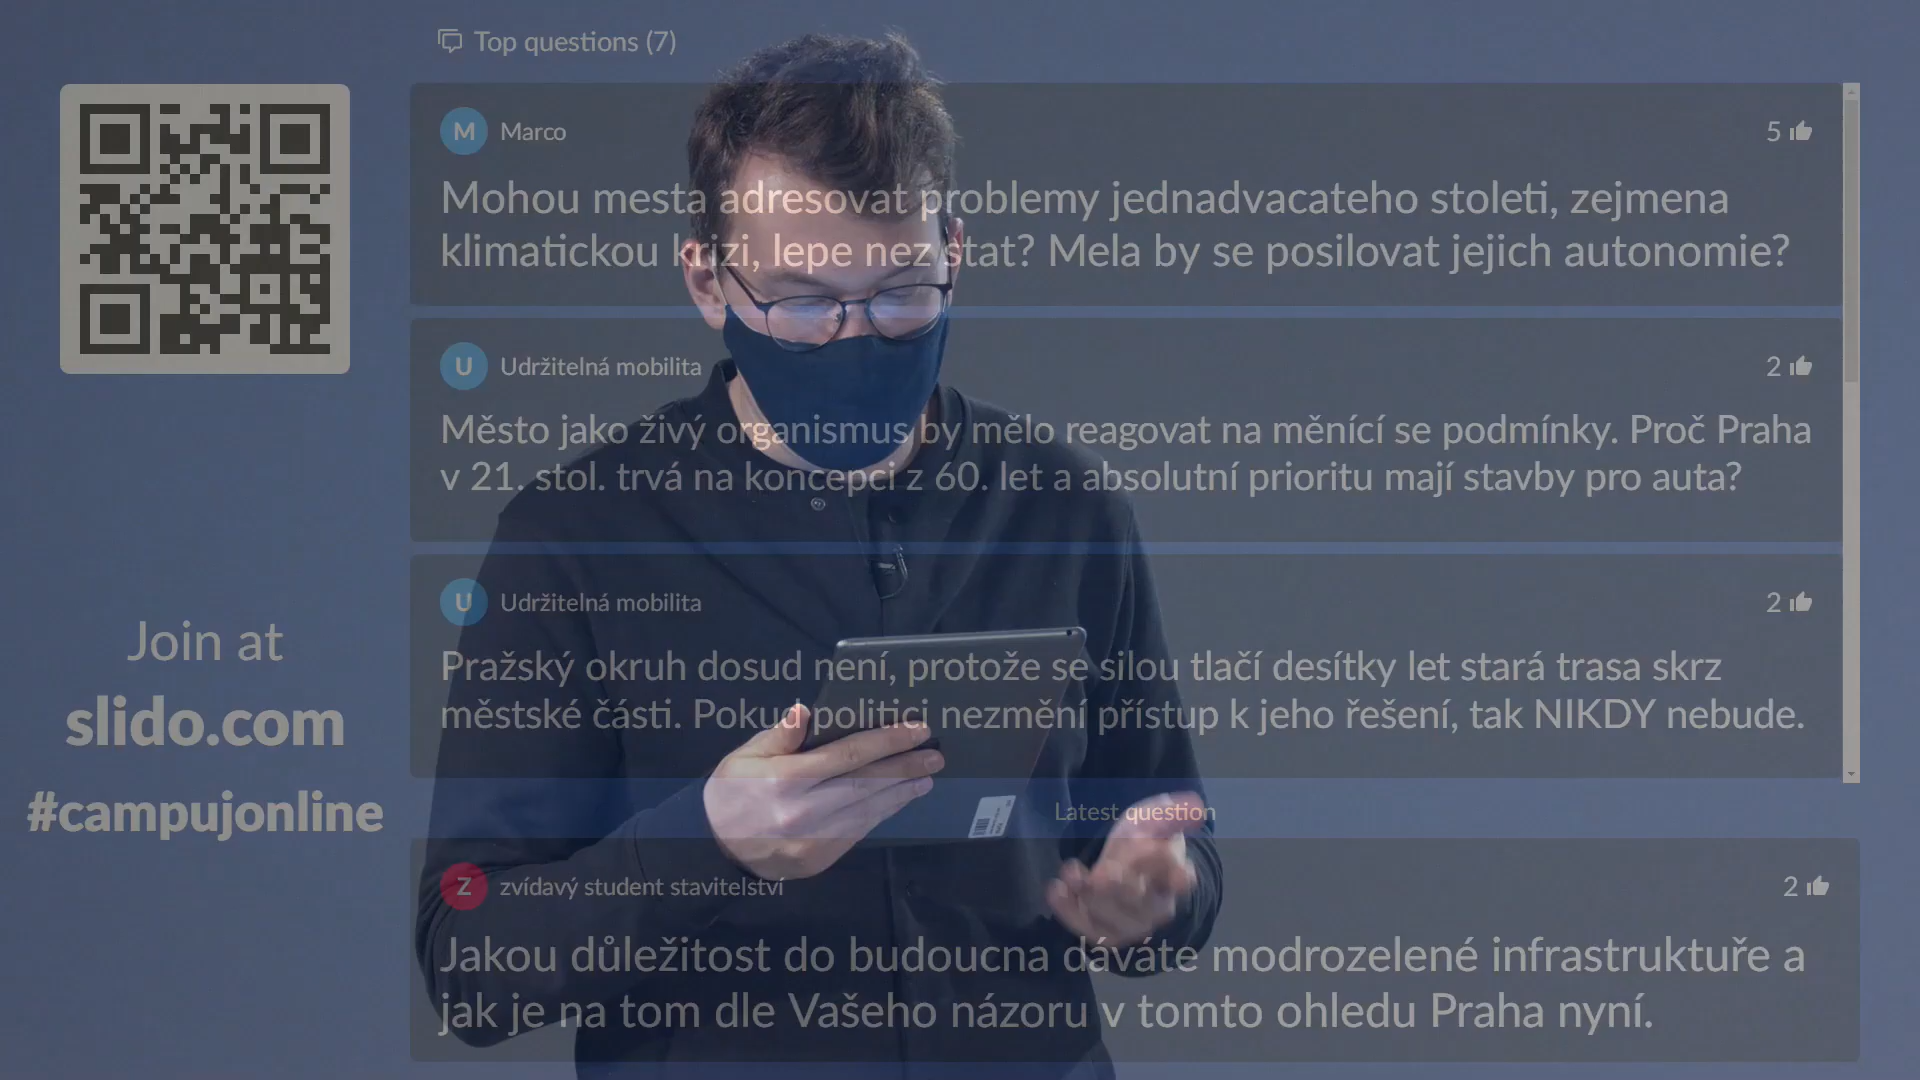 Top questions (7)
M Marco 5
Mohou mesta adresovat problemy jednadvacateho stoleti, zejmena
klimatickou krizi, lepe nez stat? Mela by se posilovat jejich autonomie?
U Udržitelná mobilita 2
Město jako živý organismus by mělo reagovat na měnící se podmínky. Proč Praha
v 21. stol. trvá na koncepci z 60. let a absolutní prioritu mají stavby pro auta?
U Udržitelná mobilita 2
Pražský okruh dosud není, protože se silou tlačí desítky let stará trasa skrz
městské části. Pokud politici nezmění přístup k jeho řešení, tak NIKDY nebude.
Join at
slido.com
#campujonline
Latest question
Z zvídavý student stavitelství 2
Jakou důležitost do budoucna dáváte modrozelené infrastruktuře a
jak je na tom dle Vašeho názoru v tomto ohledu Praha nyní.